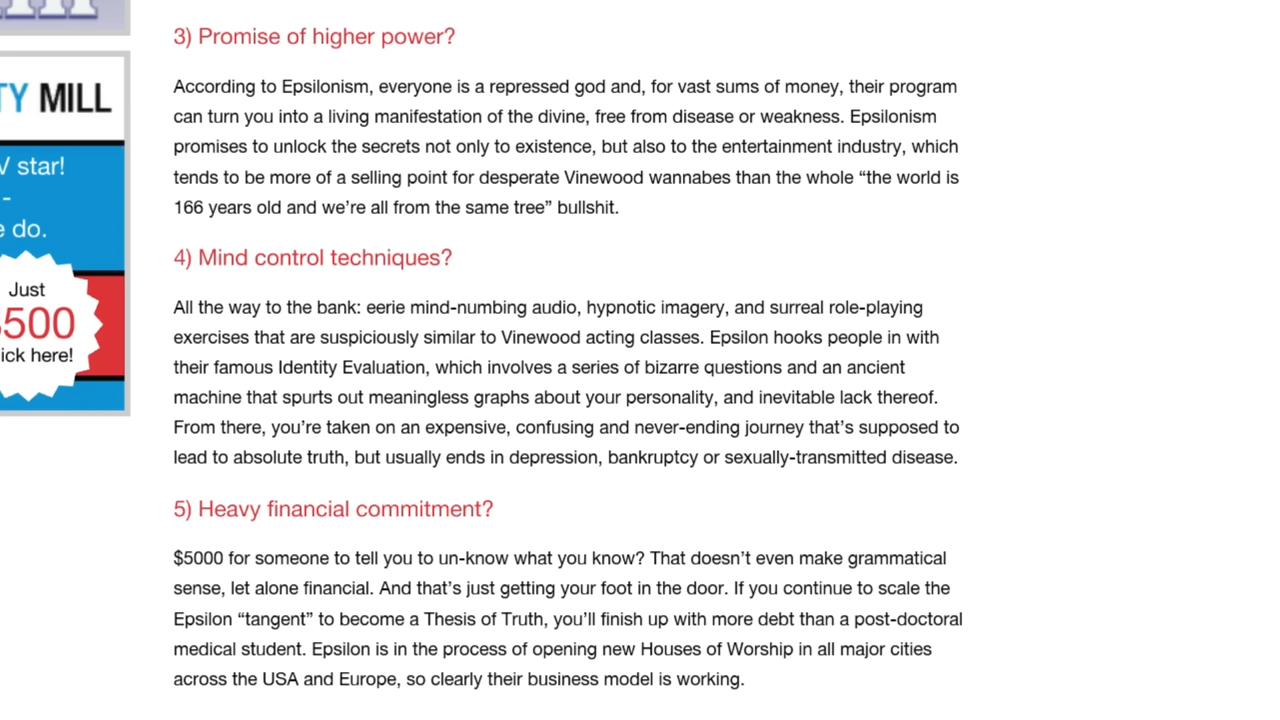 3) Promise of higher power?
According to Epsilonism, everyone is a repressed god and, for vast sums of money, their program
can turn you into a living manifestation of the divine, free from disease or weakness. Epsilonism
promises to unlock the secrets not only to existence, but also to the entertainment industry, which
tends to be more of a selling point for desperate Vinewood wannabes than the whole “the world is
166 years old and we’re all from the same tree” bullshit.
4) Mind control techniques?
All the way to the bank: eerie mind-numbing audio, hypnotic imagery, and surreal role-playing
exercises that are suspiciously similar to Vinewood acting classes. Epsilon hooks people in with
their famous Identity Evaluation, which involves a series of bizarre questions and an ancient
machine that spurts out meaningless graphs about your personality, and inevitable lack thereof.
From there, you’re taken on an expensive, confusing and never-ending journey that’s supposed to
lead to absolute truth, but usually ends in depression, bankruptcy or sexually-transmitted disease.
5) Heavy financial commitment?
$5000 for someone to tell you to un-know what you know? That doesn’t even make grammatical
sense, let alone financial. And that’s just getting your foot in the door. If you continue to scale the
Epsilon “tangent” to become a Thesis of Truth, you’ll finish up with more debt than a post-doctoral
medical student. Epsilon is in the process of opening new Houses of Worship in all major cities
across the USA and Europe, so clearly their business model is working.
TY MILL
V star!
-
e do.
Just
$500
ick here!